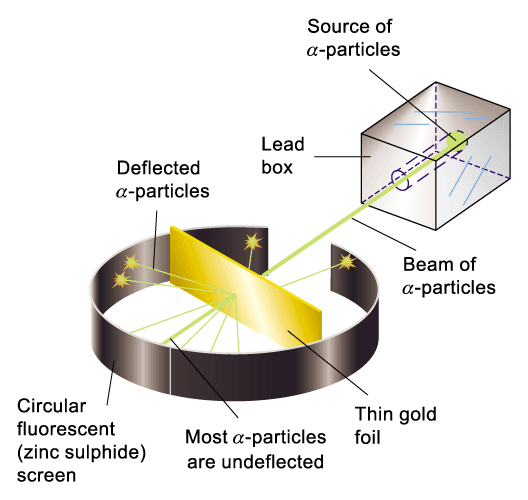 Source of
α-particles
Lead
box
Deflected
α-particles
Beam of
α-particles
Circular
fluorescent
(zinc sulphide)
screen
Most α-particles
are undeflected
Thin gold
foil